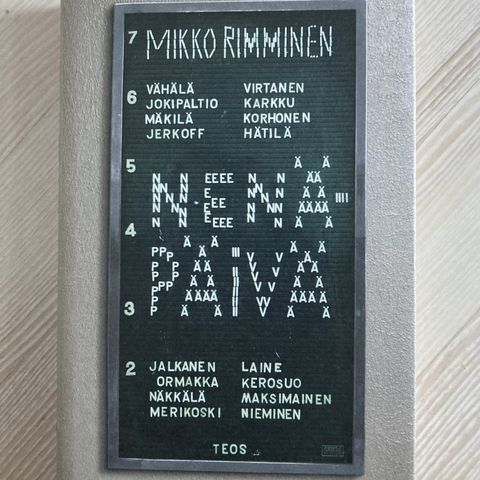 7 MIKKO RIMMINEN
6 VÄHÄLÄ VIRTANEN
JOKIPALTIO KARKKU
MÄKILÄ KORHONEN
JERKOFF HÄTILÄ
5
NENÄ-
4
PÄIVÄ
3
2 JALKANEN LAINE
ORMAKKA KEROSUO
NÄKKÄLÄ MAKSIMAINEN
MERIKOSKI NIEMINEN
TEOS